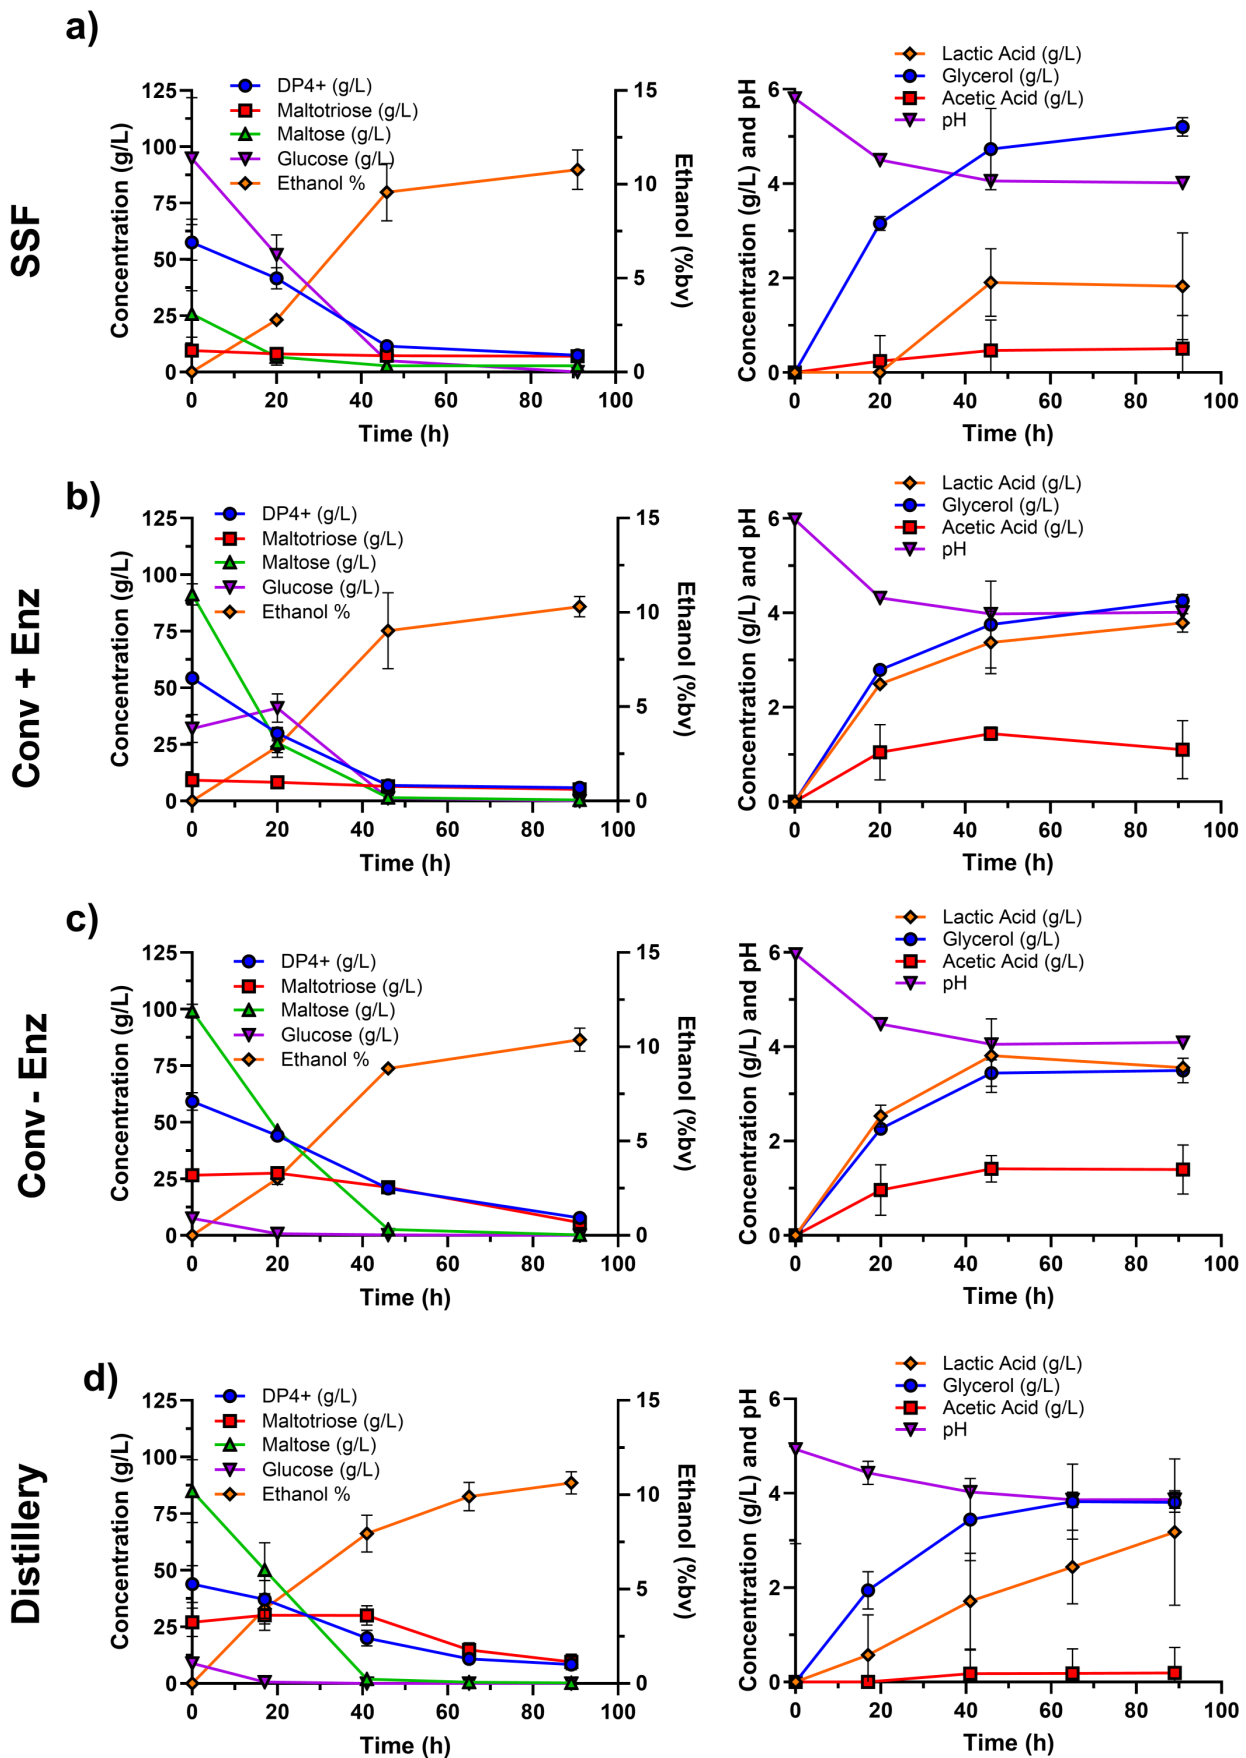 a)
SSF
DP4+ (g/L)
Maltotriose (g/L)
Maltose (g/L)
Glucose (g/L)
Ethanol %
Concentration (g/L)
125
100
75
50
25
0
15
10
5
0
Ethanol (%bv)
0 20 40 60 80 100
Time (h)
Lactic Acid (g/L)
Glycerol (g/L)
Acetic Acid (g/L)
pH
Concentration (g/L) and pH
6
4
2
0
0 20 40 60 80 100
Time (h)
b)
Conv + Enz
DP4+ (g/L)
Maltotriose (g/L)
Maltose (g/L)
Glucose (g/L)
Ethanol %
Concentration (g/L)
125
100
75
50
25
0
15
10
5
0
Ethanol (%bv)
0 20 40 60 80 100
Time (h)
Lactic Acid (g/L)
Glycerol (g/L)
Acetic Acid (g/L)
pH
Concentration (g/L) and pH
6
4
2
0
0 20 40 60 80 100
Time (h)
c)
Conv - Enz
DP4+ (g/L)
Maltotriose (g/L)
Maltose (g/L)
Glucose (g/L)
Ethanol %
Concentration (g/L)
125
100
75
50
25
0
15
10
5
0
Ethanol (%bv)
0 20 40 60 80 100
Time (h)
Lactic Acid (g/L)
Glycerol (g/L)
Acetic Acid (g/L)
pH
Concentration (g/L) and pH
6
4
2
0
0 20 40 60 80 100
Time (h)
d)
Distillery
DP4+ (g/L)
Maltotriose (g/L)
Maltose (g/L)
Glucose (g/L)
Ethanol %
Concentration (g/L)
125
100
75
50
25
0
15
10
5
0
Ethanol (%bv)
0 20 40 60 80 100
Time (h)
Lactic Acid (g/L)
Glycerol (g/L)
Acetic Acid (g/L)
pH
Concentration (g/L) and pH
6
4
2
0
0 20 40 60 80 100
Time (h)